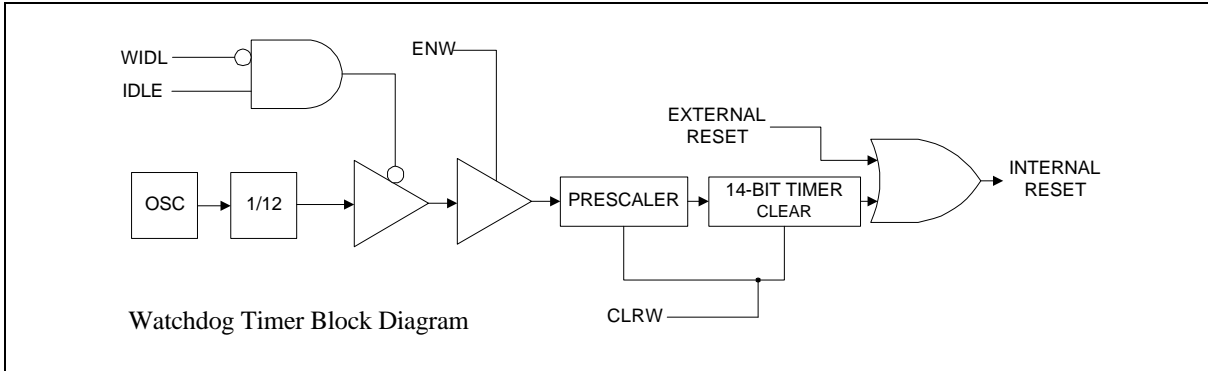 WIDL
IDLE
ENW
EXTERNAL
RESET
INTERNAL
RESET
OSC
1/12
PRESCALER
14-BIT TIMER
CLEAR
CLRW
Watchdog Timer Block Diagram